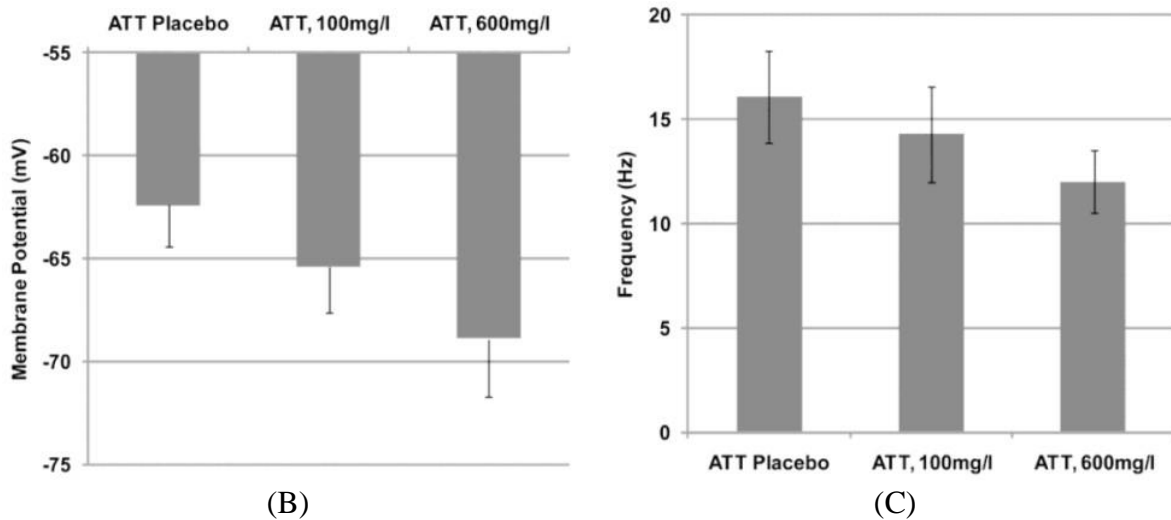 ATT Placebo ATT, 100mg/l ATT, 600mg/l
-55
-60
-65
-70
-75
Membrane Potential (mV)
(B)
20
15
10
5
0
Frequency (Hz)
ATT Placebo ATT, 100mg/l ATT, 600mg/l
(C)